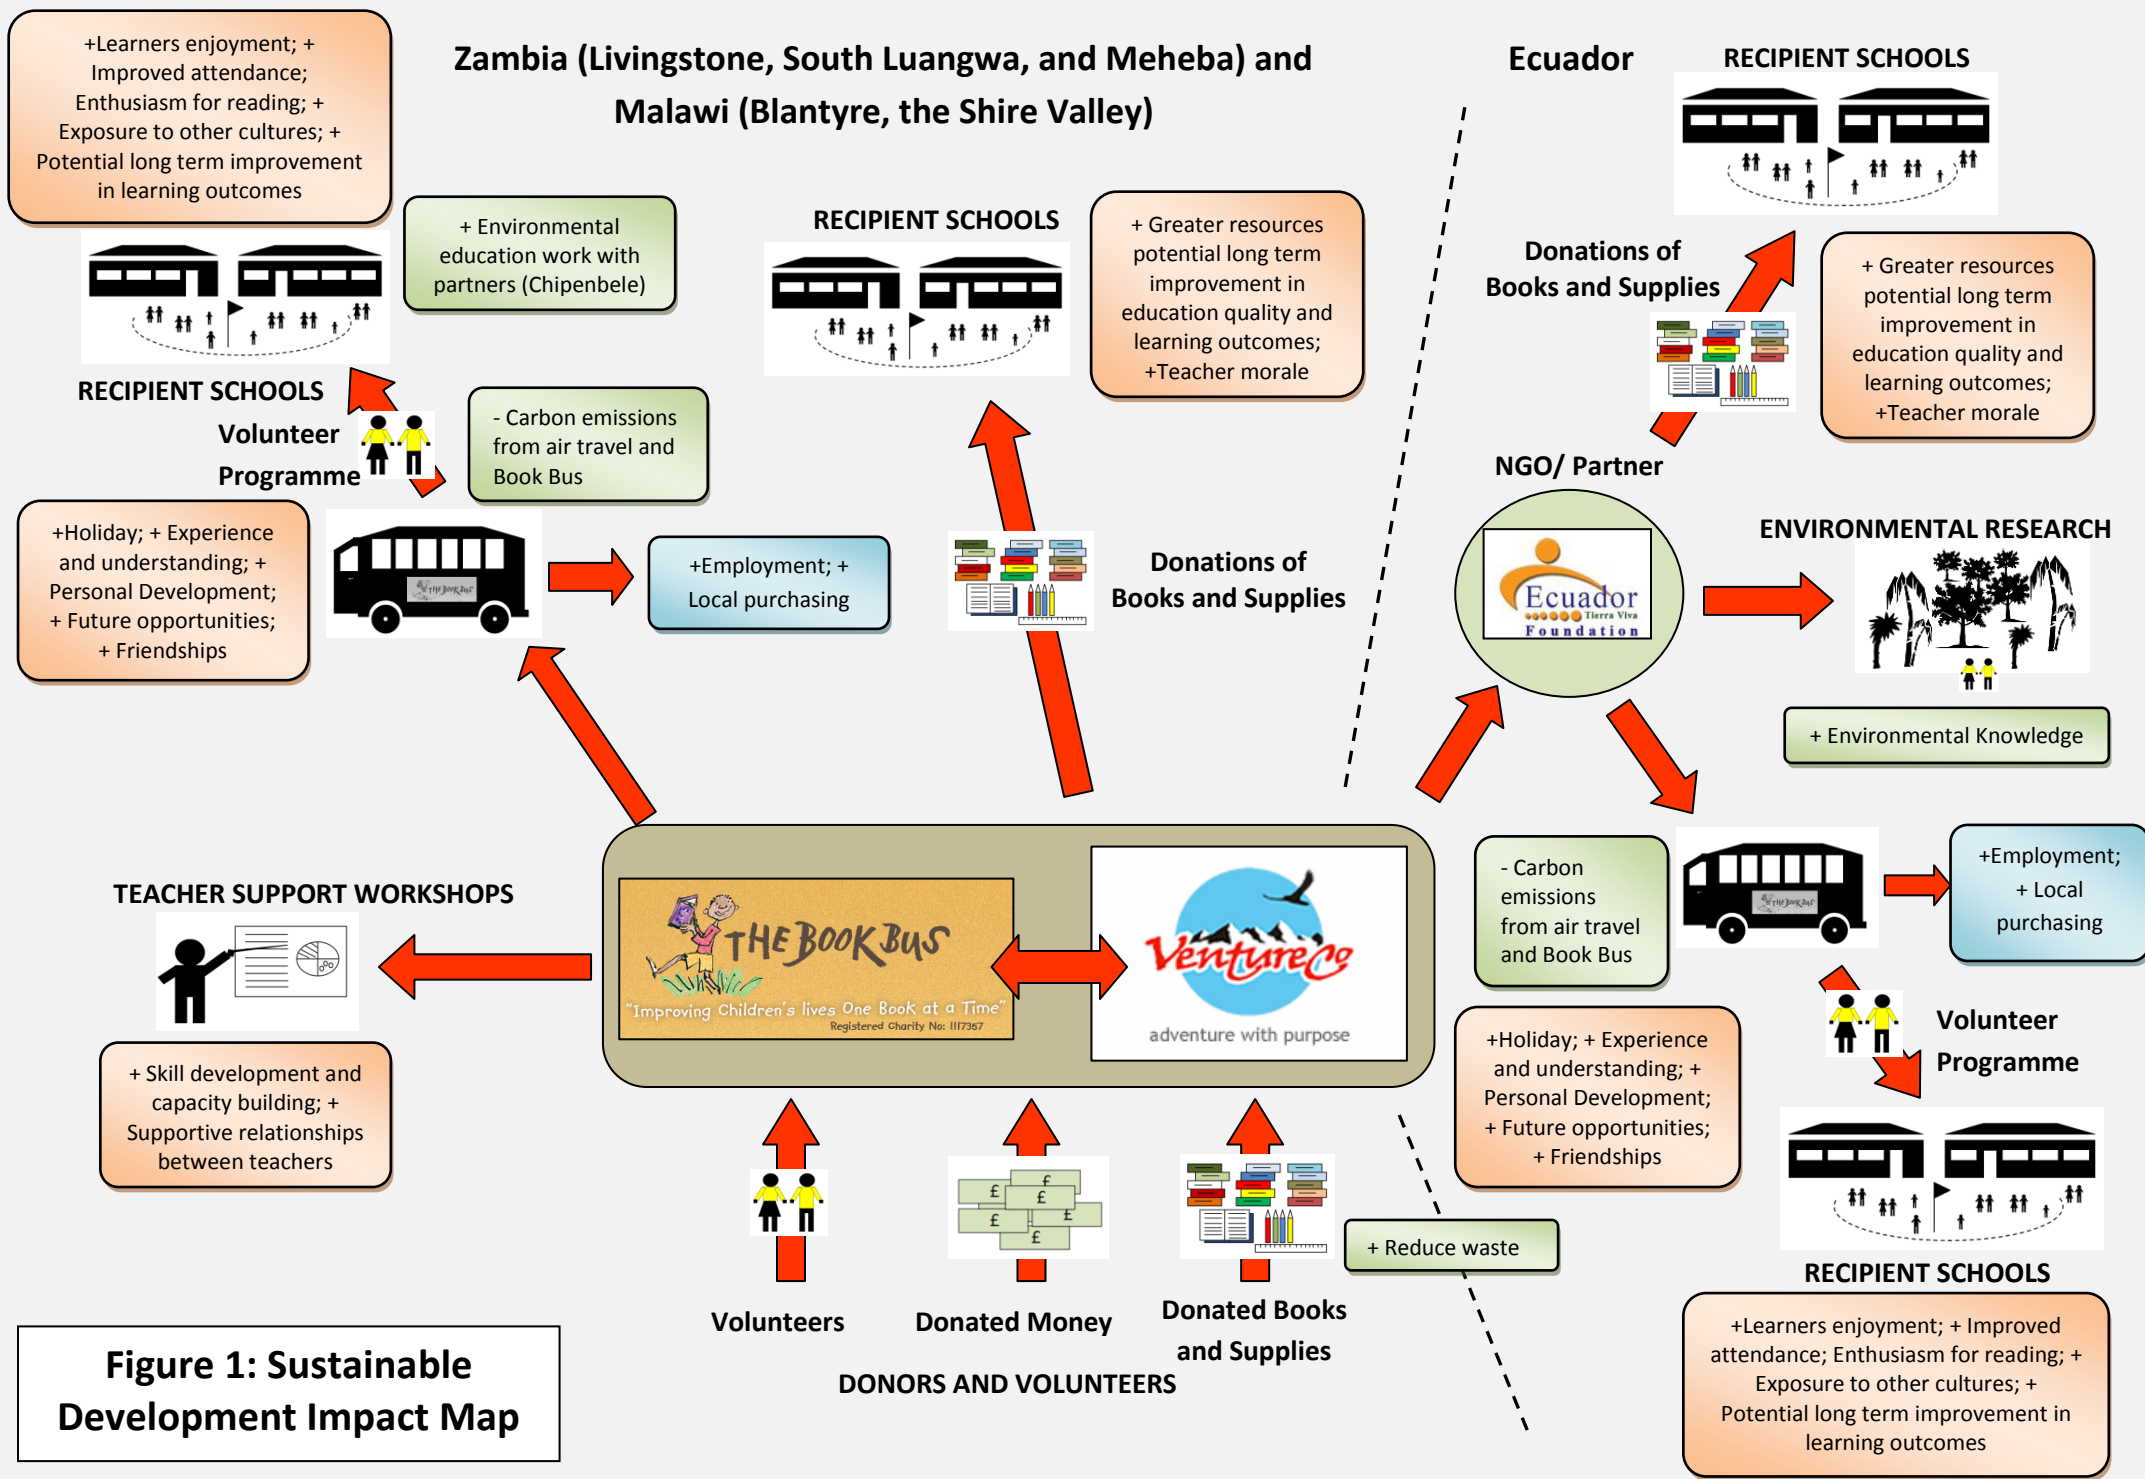 +Learners enjoyment; +
Improved attendance;
Enthusiasm for reading; +
Exposure to other cultures; +
Potential long term improvement
in learning outcomes
Zambia (Livingstone, South Luangwa, and Meheba) and
Malawi (Blantyre, the Shire Valley)
Ecuador
RECIPIENT SCHOOLS
+ Environmental
education work with
partners (Chipenbele)
RECIPIENT SCHOOLS
+ Greater resources
potential long term
improvement in
education quality and
learning outcomes;
+Teacher morale
Donations of
Books and Supplies
+ Greater resources
potential long term
improvement in
education quality and
learning outcomes;
+Teacher morale
RECIPIENT SCHOOLS
Volunteer
Programme
- Carbon emissions
from air travel and
Book Bus
NGO/ Partner
+Holiday; + Experience
and understanding; +
Personal Development;
+ Future opportunities;
+ Friendships
THE BOOK BUS
+Employment; +
Local purchasing
Donations of
Books and Supplies
Ecuador
Tierra Viva
Foundation
ENVIRONMENTAL RESEARCH
+ Environmental Knowledge
TEACHER SUPPORT WORKSHOPS
THE BOOK BUS
"Improving Children's lives One Book at a Time"
Registered Charity No: 1117357
VentureCo
adventure with purpose
- Carbon
emissions
from air travel
and Book Bus
THE BOOK BUS
+Employment;
+ Local
purchasing
+ Skill development and
capacity building; +
Supportive relationships
between teachers
+Holiday; + Experience
and understanding; +
Personal Development;
+ Future opportunities;
+ Friendships
Volunteer
Programme
£
£
£
£
£
£
+ Reduce waste
RECIPIENT SCHOOLS
Volunteers
Donated Money
Donated Books
and Supplies
DONORS AND VOLUNTEERS
+Learners enjoyment; + Improved
attendance; Enthusiasm for reading; +
Exposure to other cultures; +
Potential long term improvement in
learning outcomes
Figure 1: Sustainable
Development Impact Map